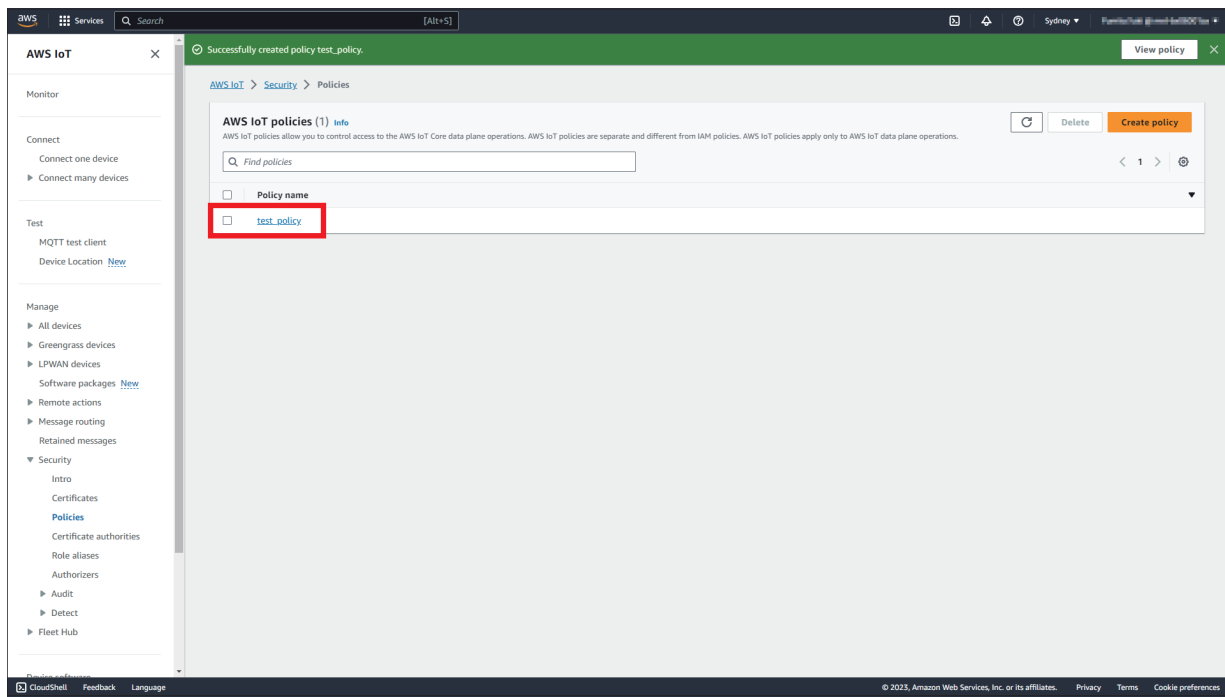 aws Services Search [Alt+S] Sydney
AWS IoT
Successfully created policy test_policy. View policy
AWS IoT > Security > Policies
Monitor
Connect
Connect one device
Connect many devices
Test
MQTT test client
Device Location New
Manage
All devices
Greengrass devices
LPWAN devices
Software packages New
Remote actions
Message routing
Retained messages
Security
Intro
Certificates
Policies
Certificate authorities
Role aliases
Authorizers
Audit
Detect
Fleet Hub
Device software
AWS IoT policies (1) Info
Delete Create policy
AWS IoT policies allow you to control access to the AWS IoT Core data plane operations. AWS IoT policies are separate and different from IAM policies. AWS IoT policies apply only to AWS IoT data plane operations.
Find policies
< 1 >
Policy name
test_policy
CloudShell Feedback Language © 2023, Amazon Web Services, Inc. or its affiliates. Privacy Terms Cookie preferences